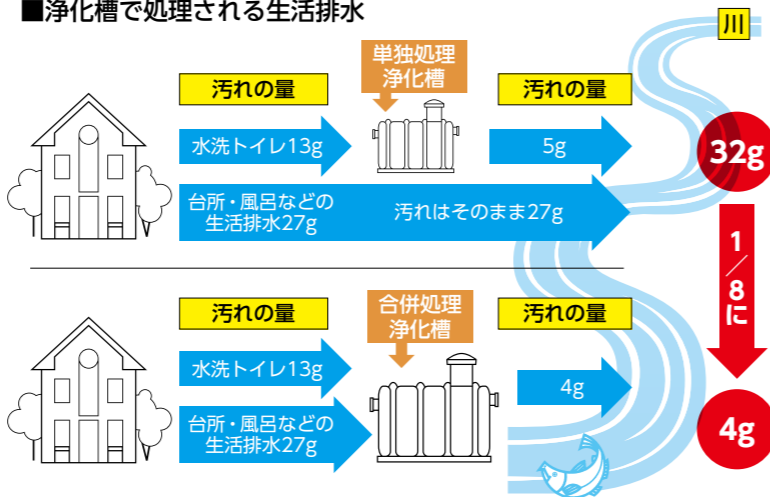 ■浄化槽で処理される生活排水
川
単独処理
浄化槽
汚れの量
汚れの量
水洗トイレ13g
5g
32g
台所・風呂などの
生活排水27g
汚れはそのまま27g
1/8に
合併処理
浄化槽
汚れの量
汚れの量
水洗トイレ13g
4g
台所・風呂などの
生活排水27g
4g